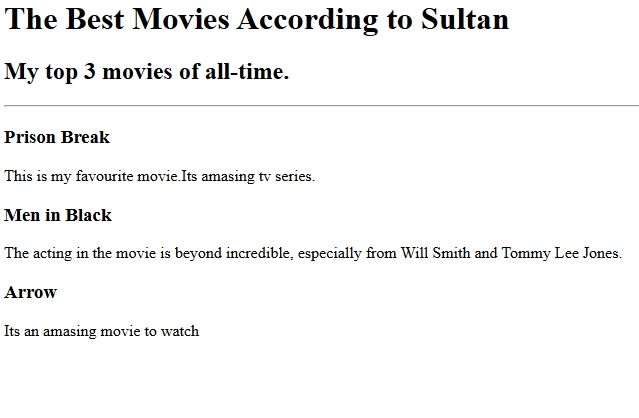 The Best Movies According to Sultan
My top 3 movies of all-time.
Prison Break
This is my favourite movie.Its amasing tv series.
Men in Black
The acting in the movie is beyond incredible, especially from Will Smith and Tommy Lee Jones.
Arrow
Its an amasing movie to watch